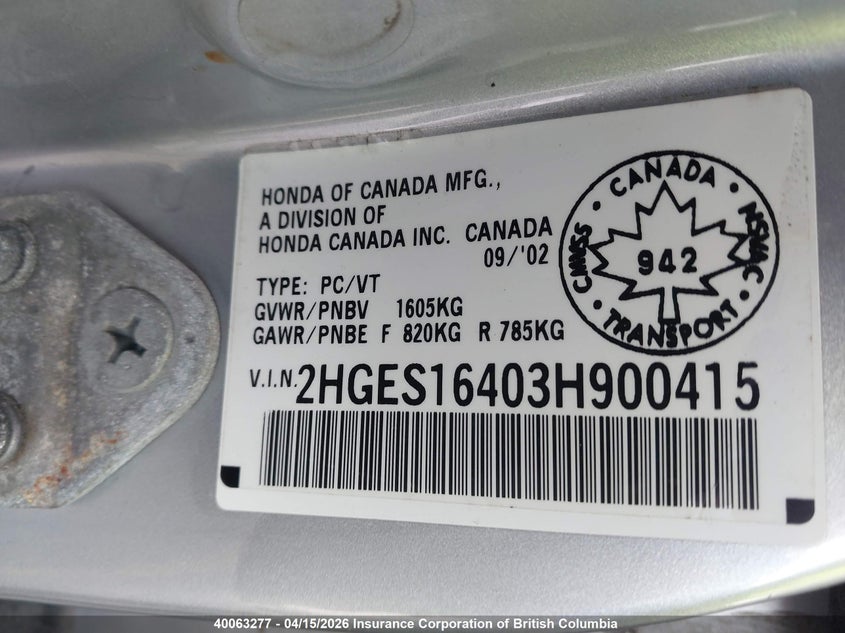 HONDA OF CANADA MFG.,
A DIVISION OF
HONDA CANADA INC. CANADA
09/'02
TYPE: PC/VT
GVWR/PNBV 1605KG
GAWR/PNBE F 820KG R 785KG
V.I.N. 2HGES16403H900415
· CANADA · NSVAC · TRANSPORT · CMVSS
942
40063277 - 04/15/2026 Insurance Corporation of British Columbia